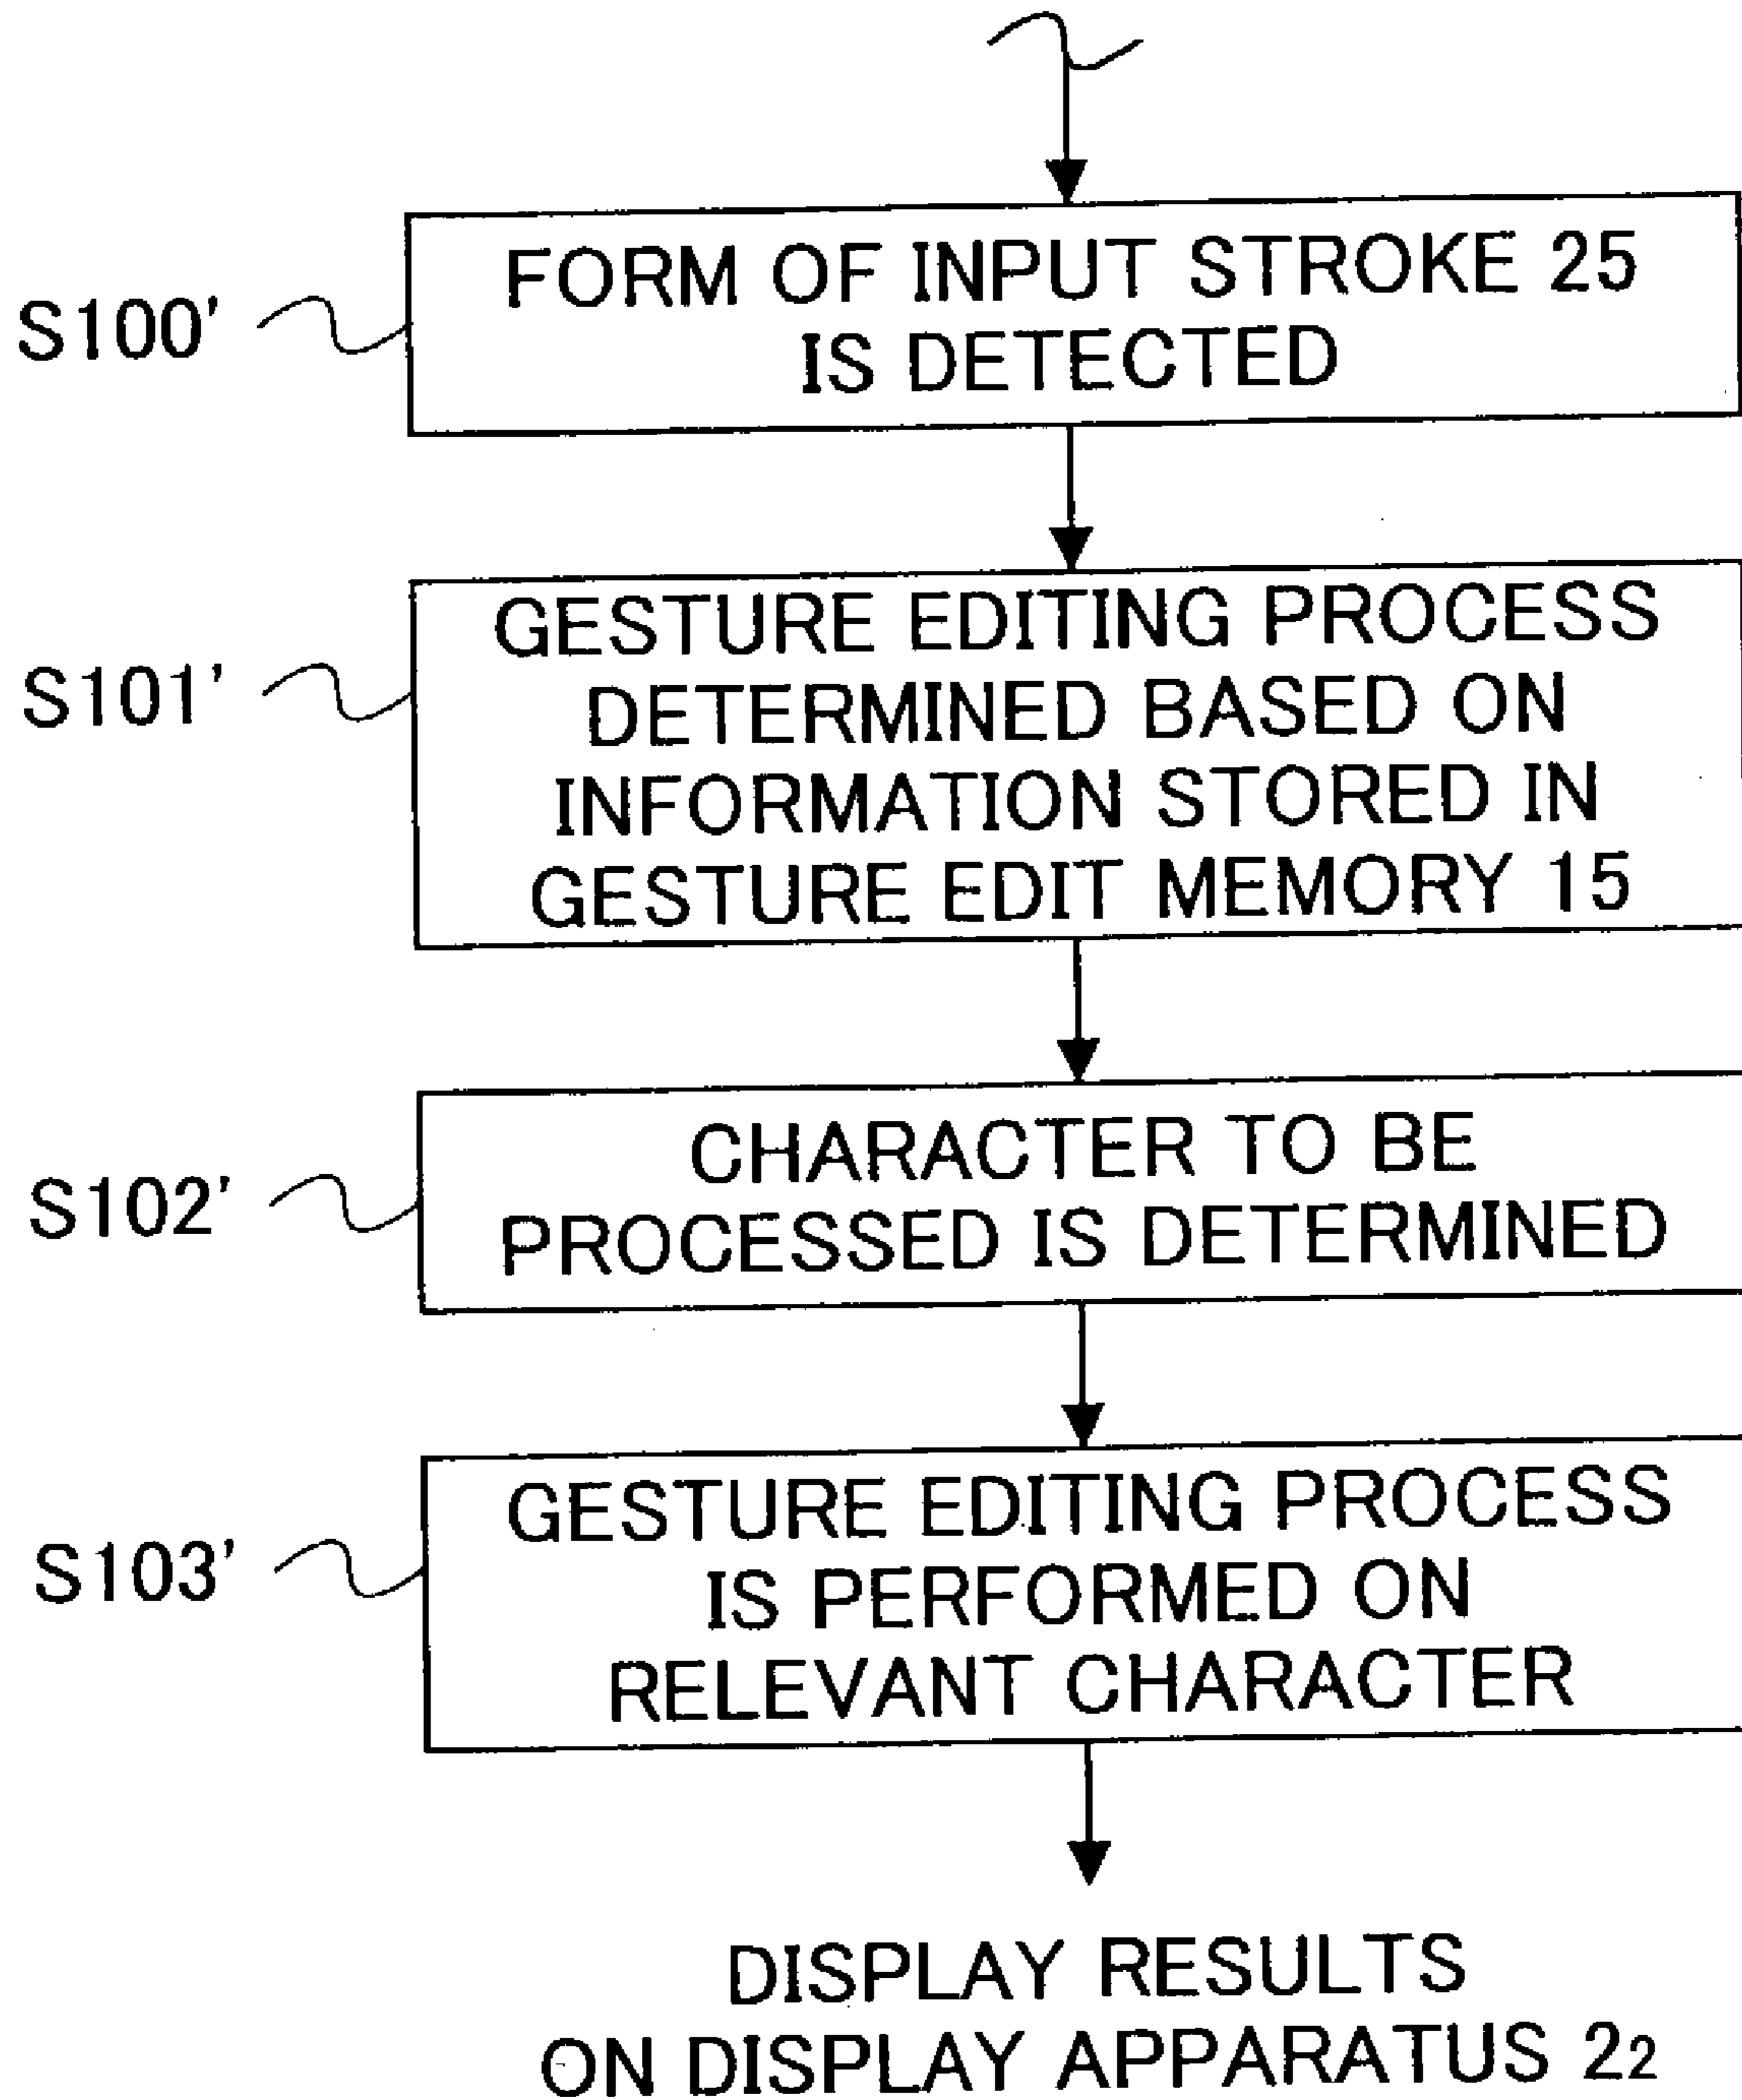 S100'
FORM OF INPUT STROKE 25
IS DETECTED
S101'
GESTURE EDITING PROCESS
DETERMINED BASED ON
INFORMATION STORED IN
GESTURE EDIT MEMORY 15
S102'
CHARACTER TO BE
PROCESSED IS DETERMINED
S103'
GESTURE EDITING PROCESS
IS PERFORMED ON
RELEVANT CHARACTER
DISPLAY RESULTS
ON DISPLAY APPARATUS 2₂